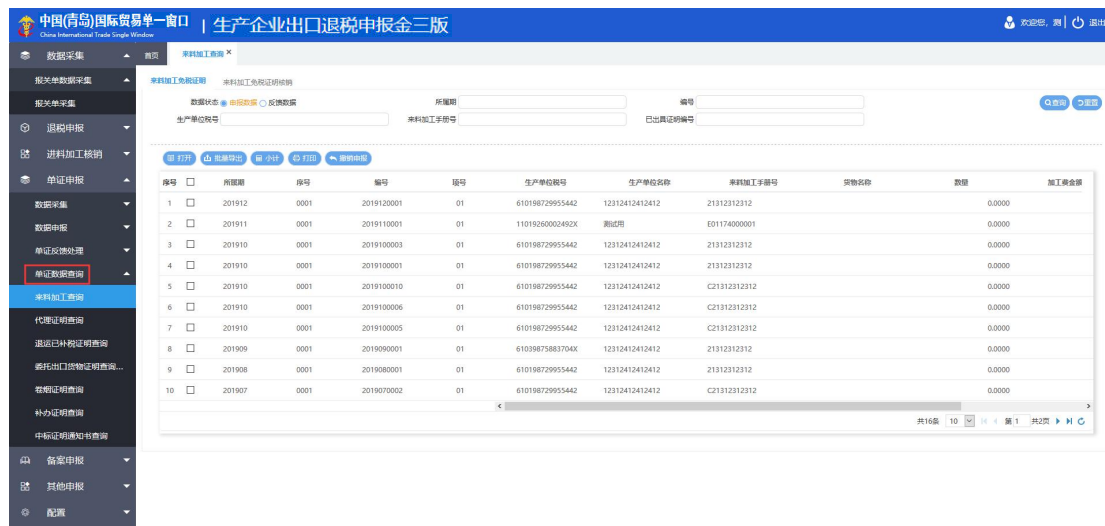 中国(青岛)国际贸易单一窗口 | 生产企业出口退税申报金三版
China International Trade Single Window
欢迎您, 测 | 退出
数据采集
首页 来料加工查询 ×
报关单数据采集
报关单采集
退税申报
进料加工核销
单证申报
数据采集
数据申报
单证反馈处理
单证数据查询
来料加工查询
代理证明查询
退运已补税证明查询
委托出口货物证明查询...
卷烟证明查询
补办证明查询
中标证明通知书查询
备案申报
其他申报
配置
来料加工免税证明 来料加工免税证明核销
数据状态 申报数据 反馈数据 所属期 编号 查询 重置
生产单位税号 来料加工手册号 已出具证明编号
打开 批量导出 小计 打印 撤销申报
序号 所属期 序号 编号 项号 生产单位税号 生产单位名称 来料加工手册号 货物名称 数量 加工费金额
1 201912 0001 2019120001 01 610198729955442 12312412412412 21312312312 0.0000
2 201911 0001 2019110001 01 11019260002492X 测试用 E01174000001 0.0000
3 201910 0001 2019100003 01 610198729955442 12312412412412 21312312312 0.0000
4 201910 0001 2019100001 01 610198729955442 12312412412412 21312312312 0.0000
5 201910 0001 2019100010 01 610198729955442 12312412412412 C21312312312 0.0000
6 201910 0001 2019100006 01 610198729955442 12312412412412 C21312312312 0.0000
7 201910 0001 2019100005 01 610198729955442 12312412412412 C21312312312 0.0000
8 201909 0001 2019090001 01 61039875883704X 12312412412412 21312312312 0.0000
9 201908 0001 2019080001 01 610198729955442 12312412412412 21312312312 0.0000
10 201907 0001 2019070002 01 610198729955442 12312412412412 C21312312312 0.0000
共16条 10 第 1 共2页